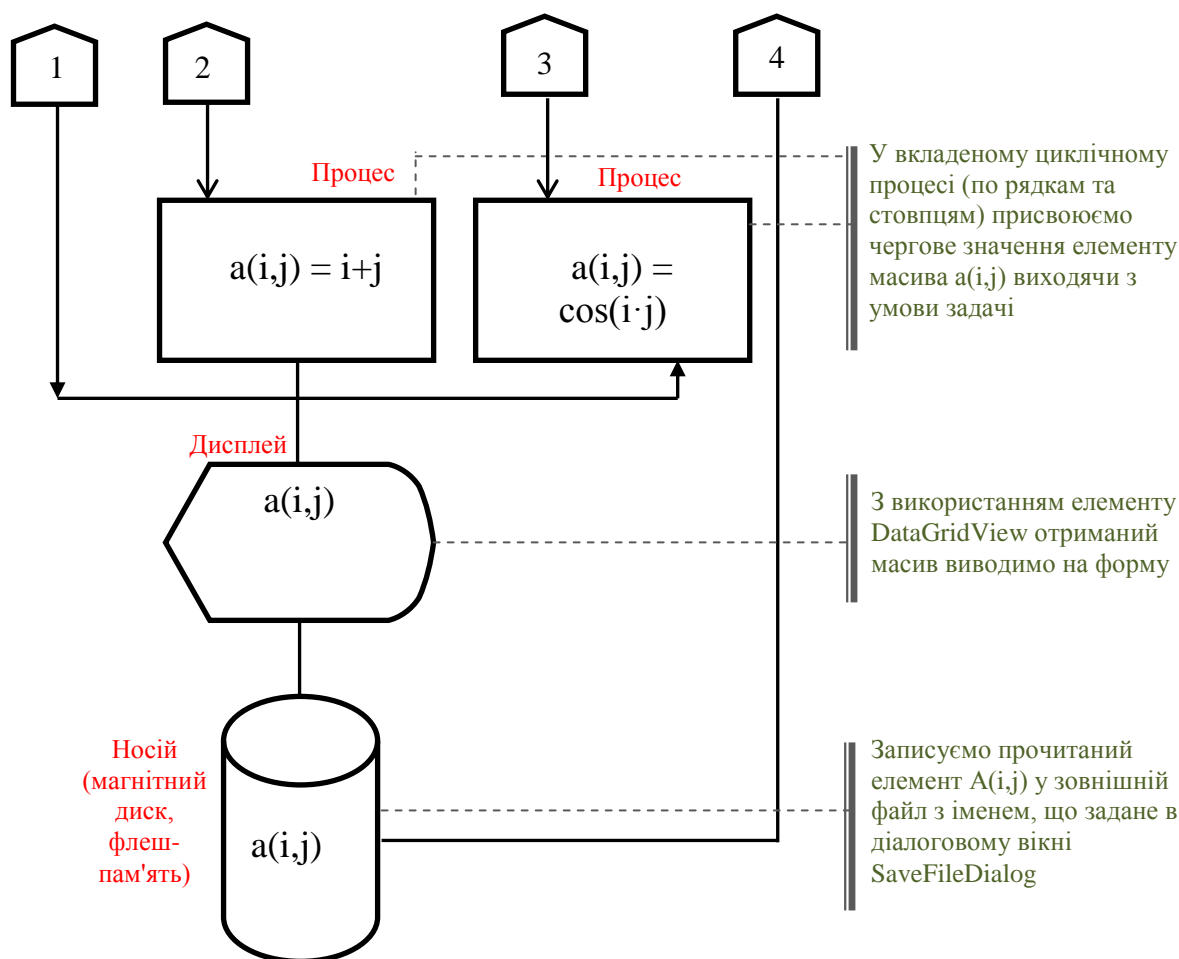 1
2
3
4
Процес
Процес
a(i,j) = i+j
a(i,j) =
cos(i·j)
У вкладеному циклічному
процесі (по рядкам та
стовпцям) присвоюємо
чергове значення елементу
масива a(i,j) виходячи з
умови задачі
Дисплей
a(i,j)
З використанням елементу
DataGridView отриманий
масив виводимо на форму
Носій
(магнітний
диск,
флеш-
пам'ять)
a(i,j)
Записуємо прочитаний
елемент A(i,j) у зовнішній
файл з іменем, що задане в
діалоговому вікні
SaveFileDialog